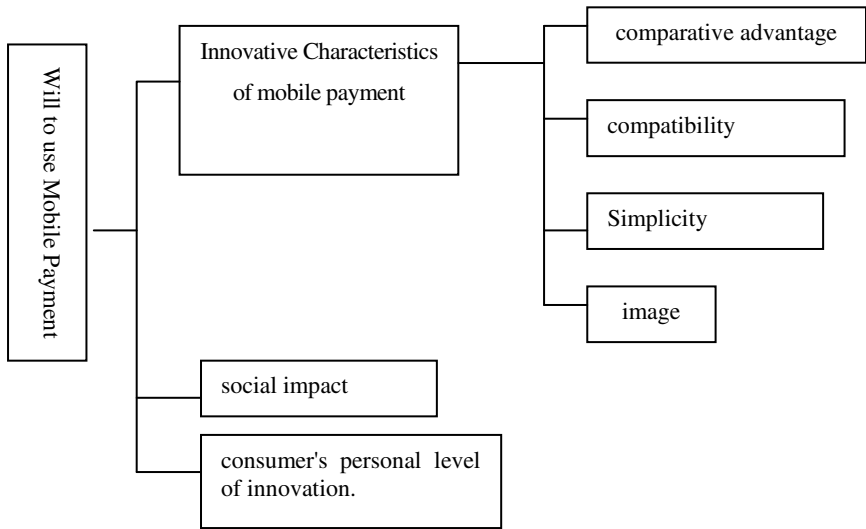 Will to use Mobile Payment
Innovative Characteristics
of mobile payment
comparative advantage
compatibility
Simplicity
image
social impact
consumer's personal level
of innovation.